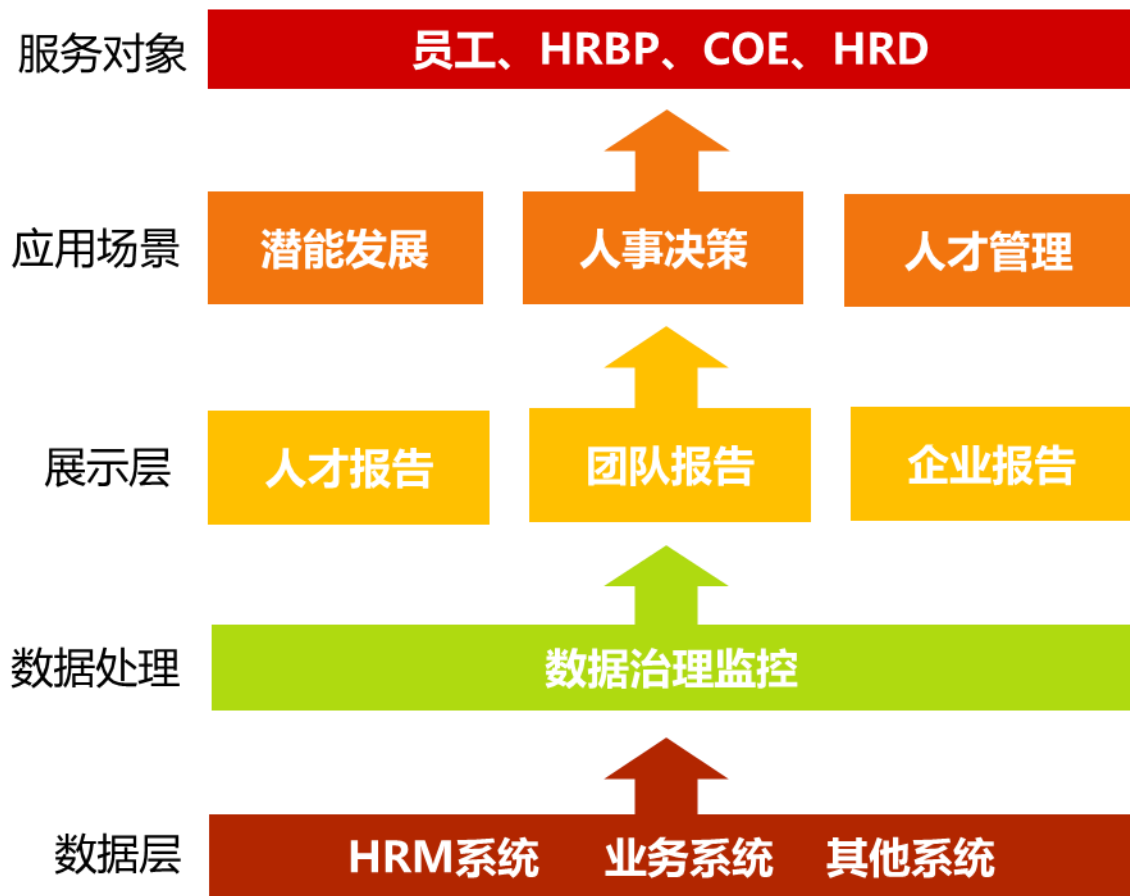 服务对象
员工、HRBP、COE、HRD
应用场景
潜能发展
人事决策
人才管理
展示层
人才报告
团队报告
企业报告
数据处理
数据治理监控
数据层
HRM系统 业务系统 其他系统